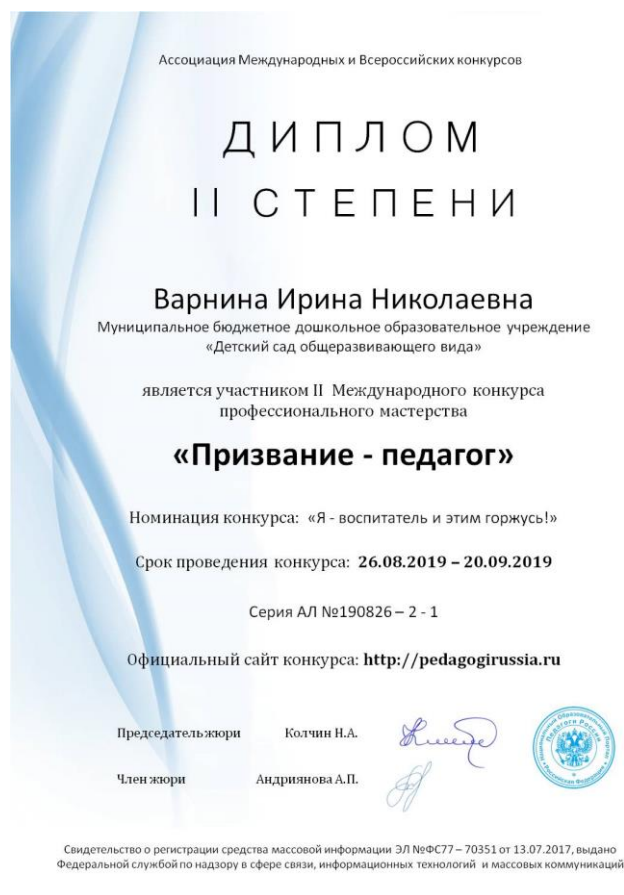 Ассоциация Международных и Всероссийских конкурсов
ДИПЛОМ
II СТЕПЕНИ
Варнина Ирина Николаевна
Муниципальное бюджетное дошкольное образовательное учреждение
«Детский сад общеразвивающего вида»
является участником II Международного конкурса
профессионального мастерства
«Призвание - педагог»
Номинация конкурса: «Я - воспитатель и этим горжусь!»
Срок проведения конкурса: 26.08.2019 – 20.09.2019
Серия АЛ №190826 – 2 - 1
Официальный сайт конкурса: http://pedagogirussia.ru
Председатель жюри Колчин Н.А.
Член жюри Андриянова А.П.
Педагоги России
Свидетельство о регистрации средства массовой информации ЭЛ №ФС77 – 70351 от 13.07.2017, выдано
Федеральной службой по надзору в сфере связи, информационных технологий и массовых коммуникаций